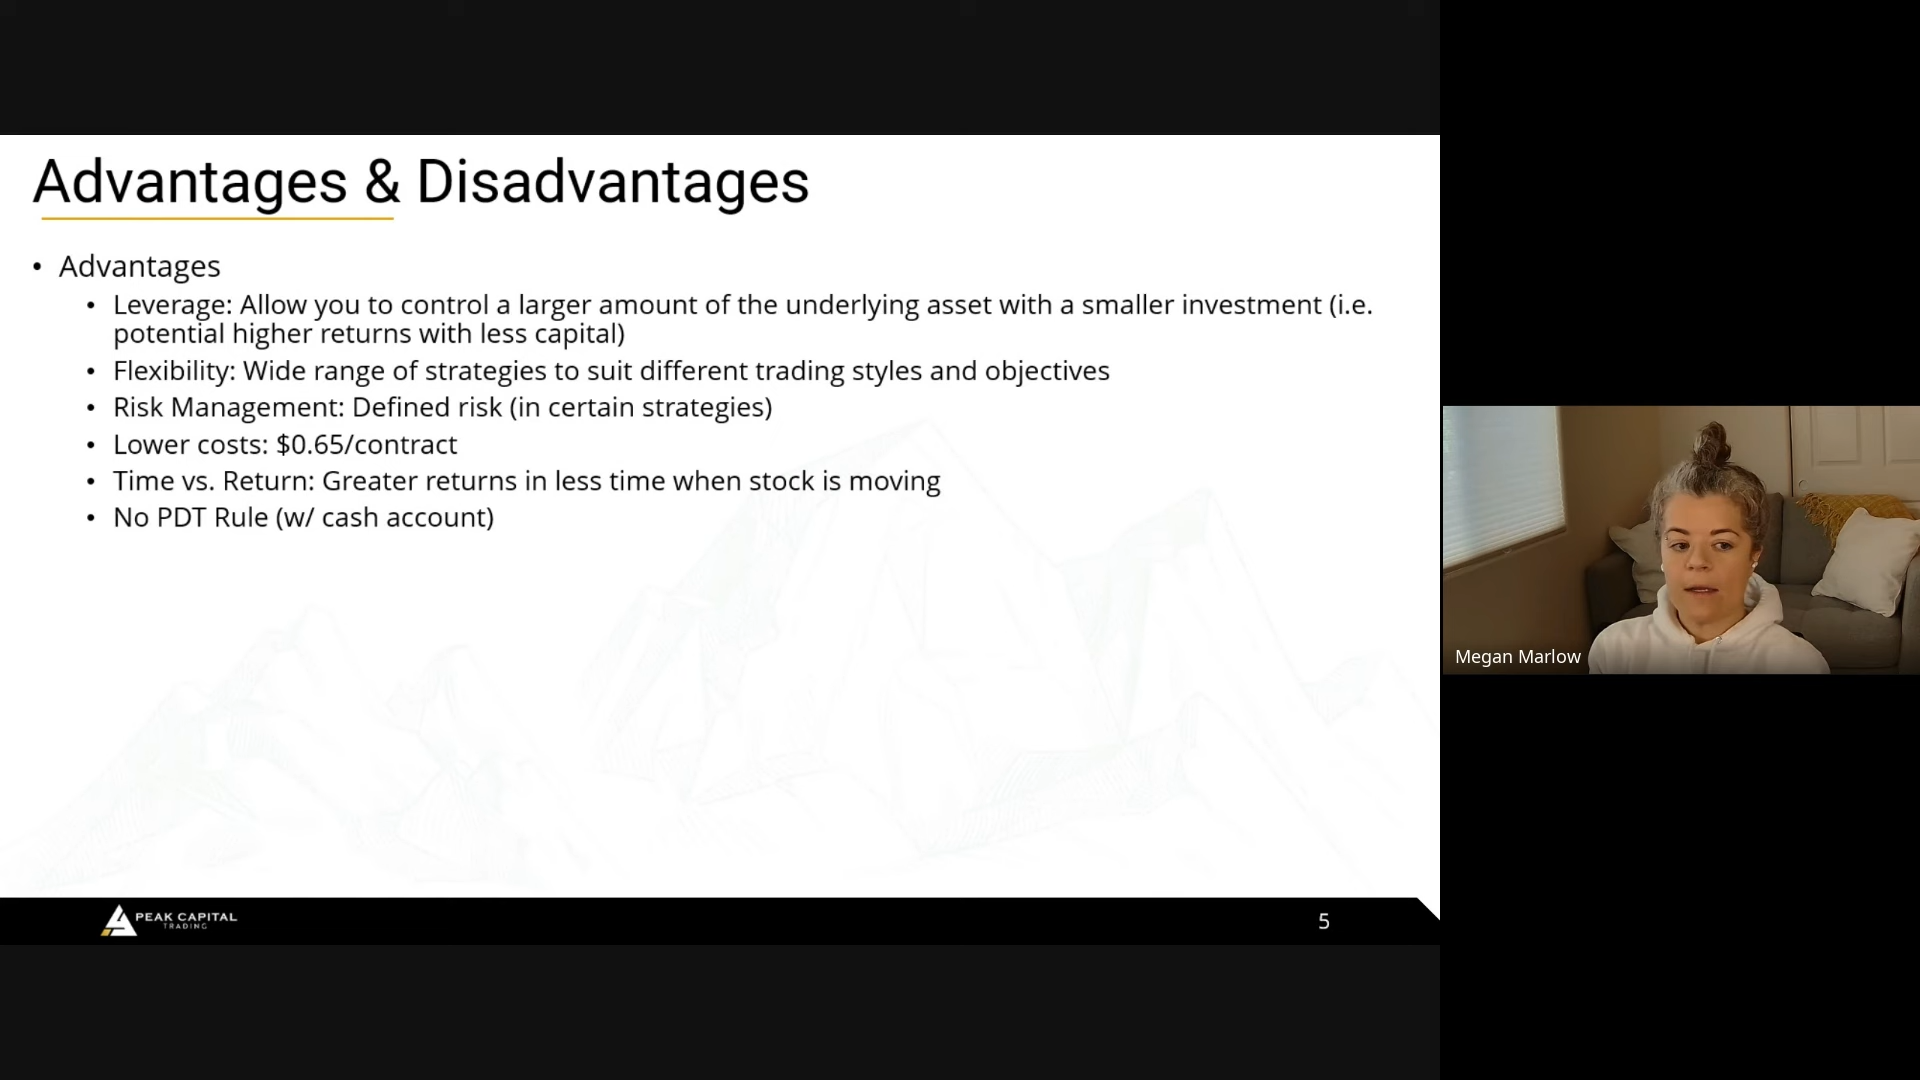 Advantages & Disadvantages
• Advantages
• Leverage: Allow you to control a larger amount of the underlying asset with a smaller investment (i.e.
potential higher returns with less capital)
• Flexibility: Wide range of strategies to suit different trading styles and objectives
• Risk Management: Defined risk (in certain strategies)
• Lower costs: $0.65/contract
• Time vs. Return: Greater returns in less time when stock is moving
• No PDT Rule (w/ cash account)
Megan Marlow
PEAK CAPITAL
TRADING
5